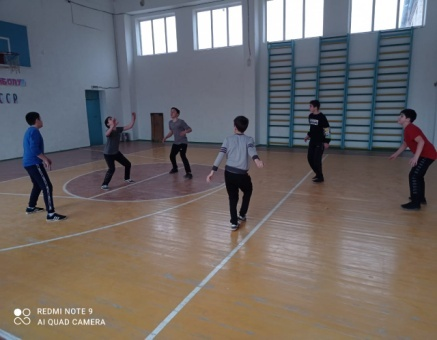 ССР
REDMI NOTE 9
AI QUAD CAMERA